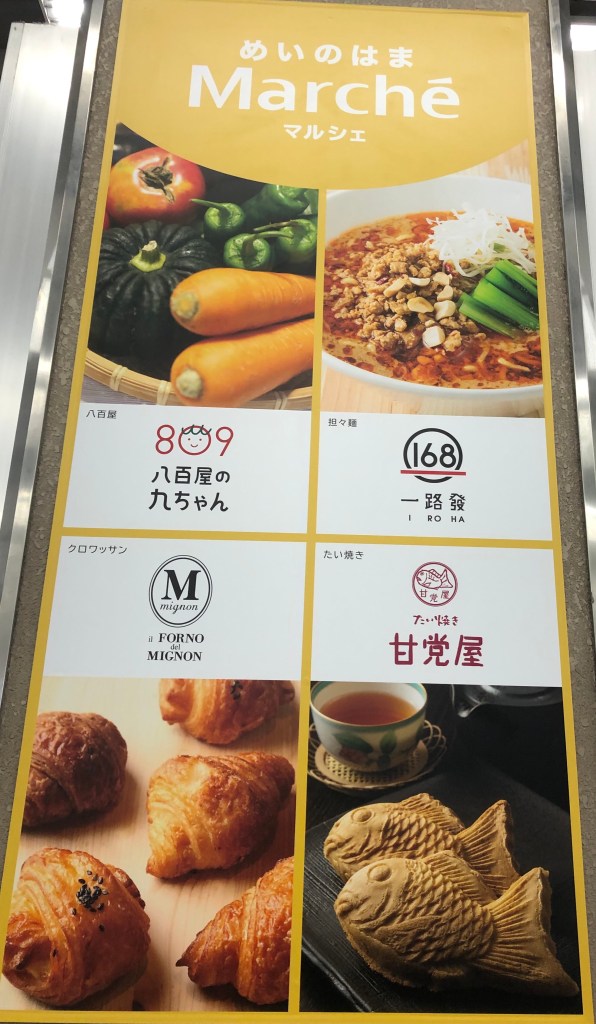 めいのはま
Marché
マルシェ
八百屋
809
八百屋の
九ちゃん
担々麺
168
一路發
I RO HA
クロワッサン
M
mignon
il FORNO
del
MIGNON
たい焼き
甘党屋
たい焼き
甘党屋